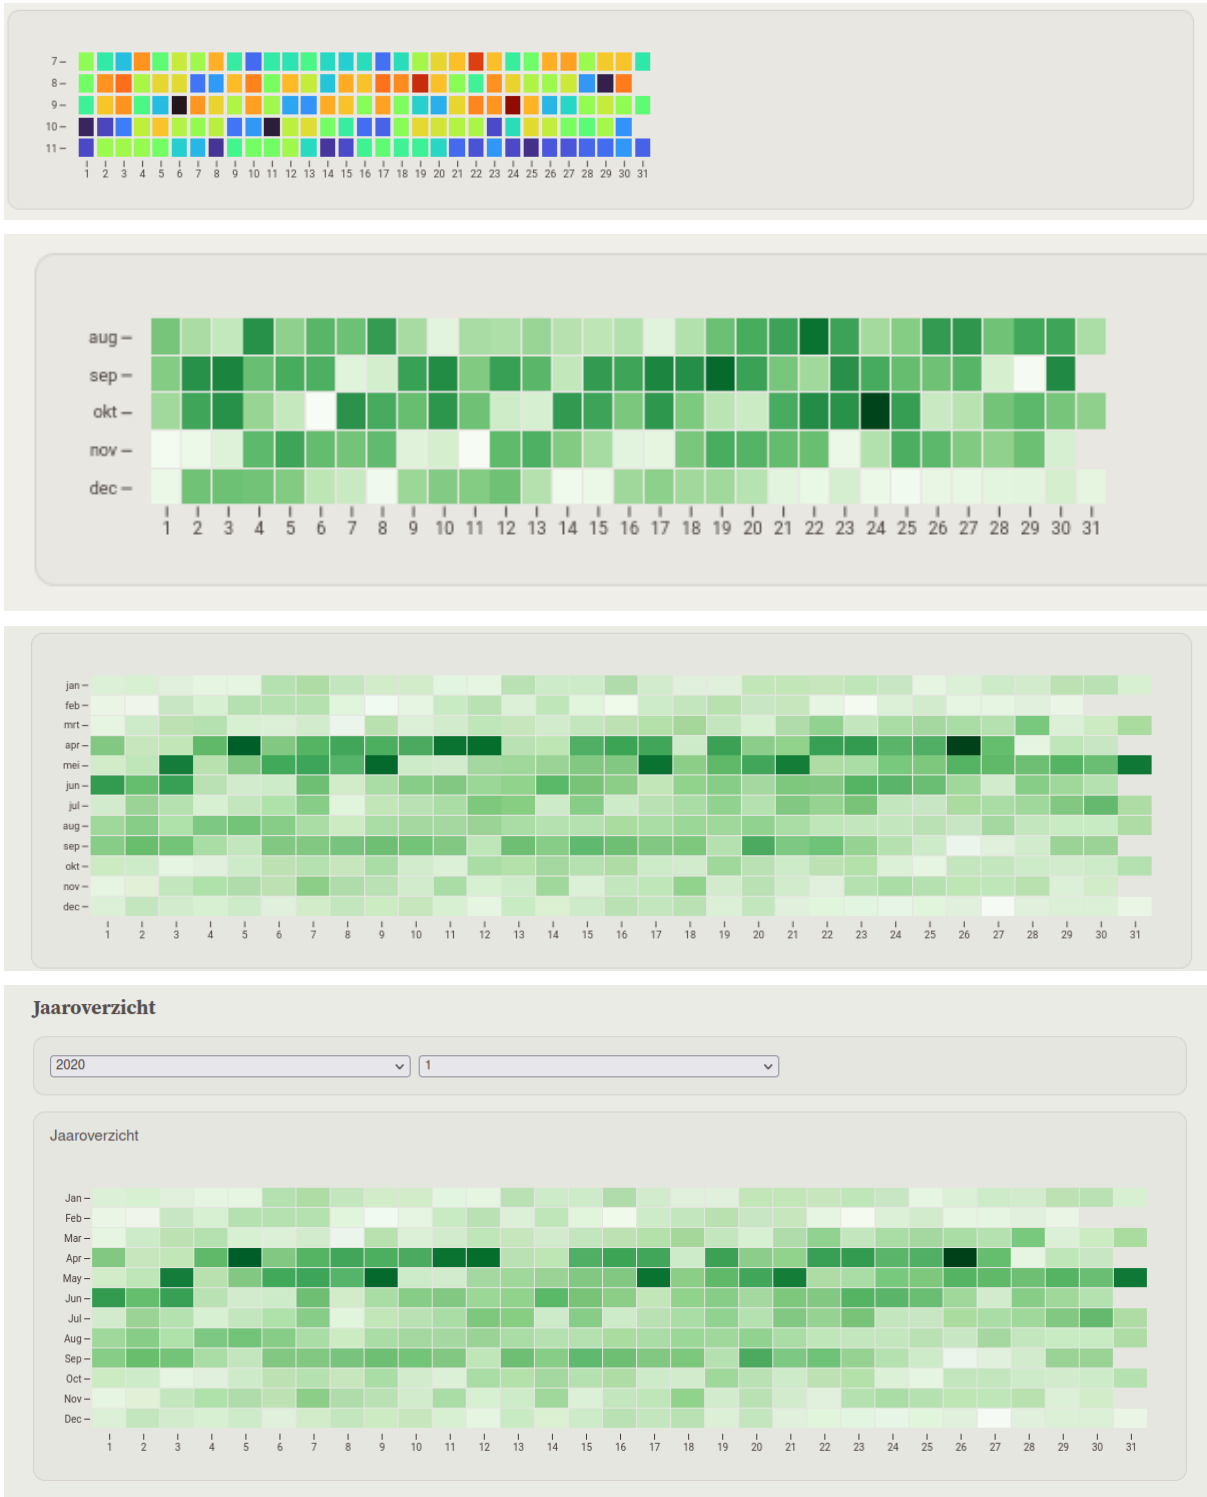 7
8
9
10
11
1 2 3 4 5 6 7 8 9 10 11 12 13 14 15 16 17 18 19 20 21 22 23 24 25 26 27 28 29 30 31
aug
sep
okt
nov
dec
1 2 3 4 5 6 7 8 9 10 11 12 13 14 15 16 17 18 19 20 21 22 23 24 25 26 27 28 29 30 31
jan
feb
mrt
apr
mei
jun
jul
aug
sep
okt
nov
dec
1 2 3 4 5 6 7 8 9 10 11 12 13 14 15 16 17 18 19 20 21 22 23 24 25 26 27 28 29 30 31
Jaaroverzicht
2020 1
Jaaroverzicht
Jan
Feb
Mar
Apr
May
Jun
Jul
Aug
Sep
Oct
Nov
Dec
1 2 3 4 5 6 7 8 9 10 11 12 13 14 15 16 17 18 19 20 21 22 23 24 25 26 27 28 29 30 31